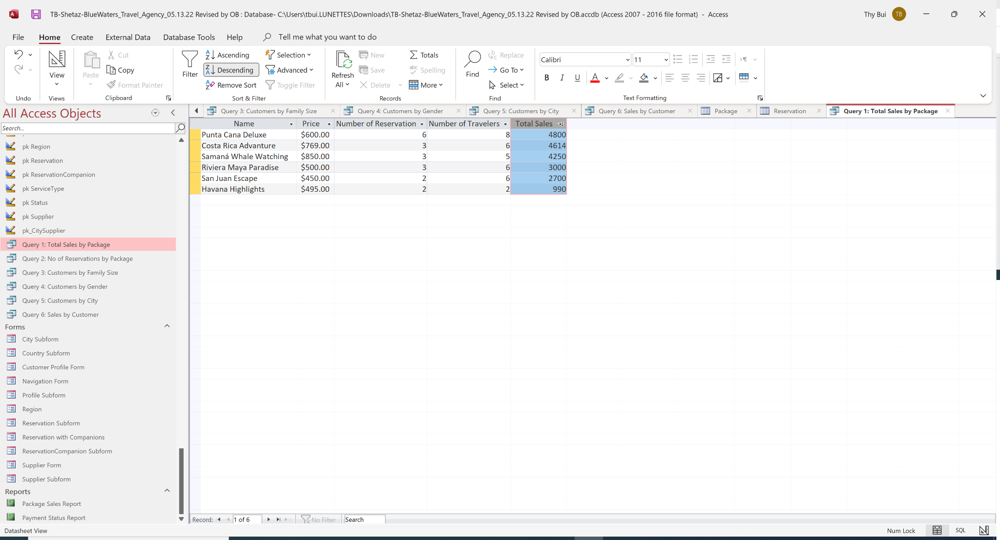 TB-Shetaz-BlueWaters_Travel_Agency_05.13.22 Revised by OB : Database- C:\Users\tbui.LUNETTES\Downloads\TB-Shetaz-BlueWaters_Travel_Agency_05.13.22 Revised by OB.accdb (Access 2007 - 2016 file format) - Access
Thy Bui TB
File Home Create External Data Database Tools Help Tell me what you want to do
Undo
View
Views
Paste
Cut
Copy
Format Painter
Clipboard
Filter
Ascending
Descending
Remove Sort
Selection
Advanced
Toggle Filter
Sort & Filter
Refresh All
New
Save
Delete
Totals
Spelling
More
Records
Find
Replace
Go To
Select
Find
Calibri 11
B I U A
Text Formatting
All Access Objects
Search...
pk Region
pk Reservation
pk ReservationCompanion
pk ServiceType
pk Status
pk Supplier
pk_CitySupplier
Query 1: Total Sales by Package
Query 2: No of Reservations by Package
Query 3: Customers by Family Size
Query 4: Customers by Gender
Query 5: Customers by City
Query 6: Sales by Customer
Forms
City Subform
Country Subform
Customer Profile Form
Navigation Form
Profile Subform
Region
Reservation Subform
Reservation with Companions
ReservationCompanion Subform
Supplier Form
Supplier Subform
Reports
Package Sales Report
Payment Status Report
Query 3: Customers by Family Size Query 4: Customers by Gender Query 5: Customers by City Query 6: Sales by Customer Package Reservation Query 1: Total Sales by Package
Name Price Number of Reservation Number of Travelers Total Sales
Punta Cana Deluxe $600.00 6 8 4800
Costa Rica Advanture $769.00 3 6 4614
Samaná Whale Watching $850.00 3 5 4250
Riviera Maya Paradise $500.00 3 6 3000
San Juan Escape $450.00 2 6 2700
Havana Highlights $495.00 2 2 990
Record: 1 of 6 No Filter Search
Datasheet View Num Lock SQL